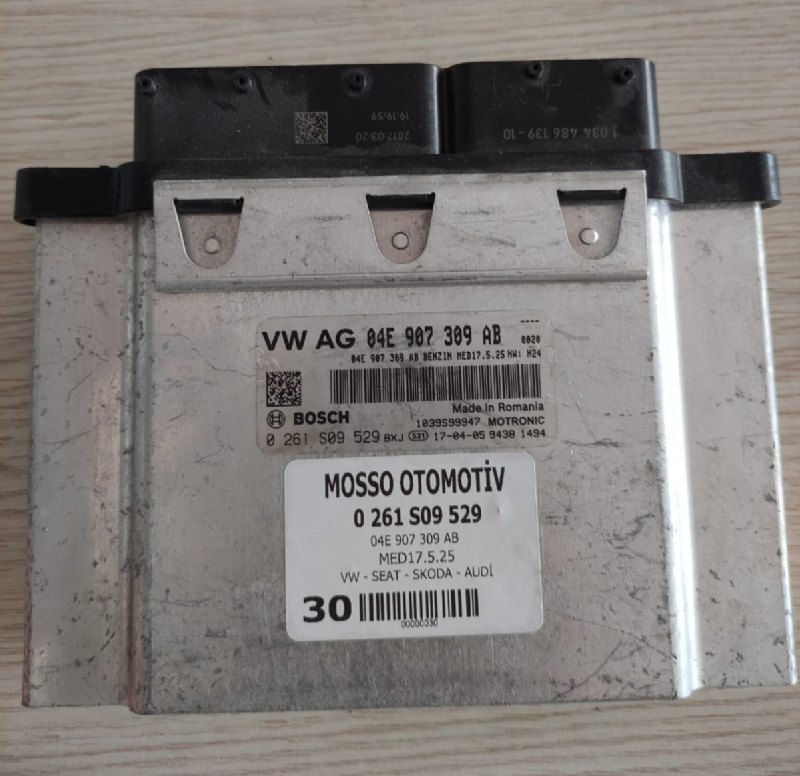 19:19:59
2017-03-20
1 034 486 139-10
VW AG 04E 907 309 AB 0020
04E 907 309 AB BENZIN MED17.5.25 HW: H24
Made in Romania
BOSCH 1039S99947 MOTRONIC
0 261 S09 529 BXJ 521 17-04-05 9438 1494
MOSSO OTOMOTİV
0 261 S09 529
04E 907 309 AB
MED17.5.25
VW - SEAT - SKODA - AUDİ
30
00000030